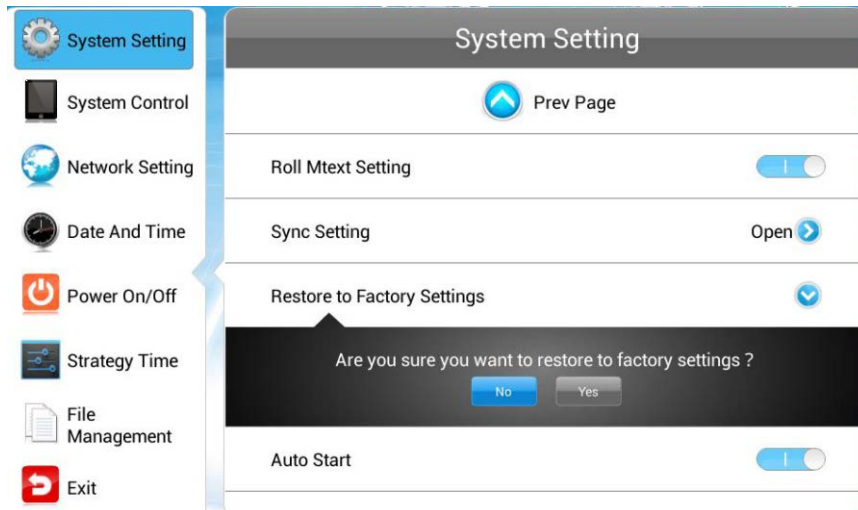 System Setting
System Control
Network Setting
Date And Time
Power On/Off
Strategy Time
File
Management
Exit
System Setting
Prev Page
Roll Mtext Setting
Sync Setting
Open
Restore to Factory Settings
Are you sure you want to restore to factory settings ?
No
Yes
Auto Start